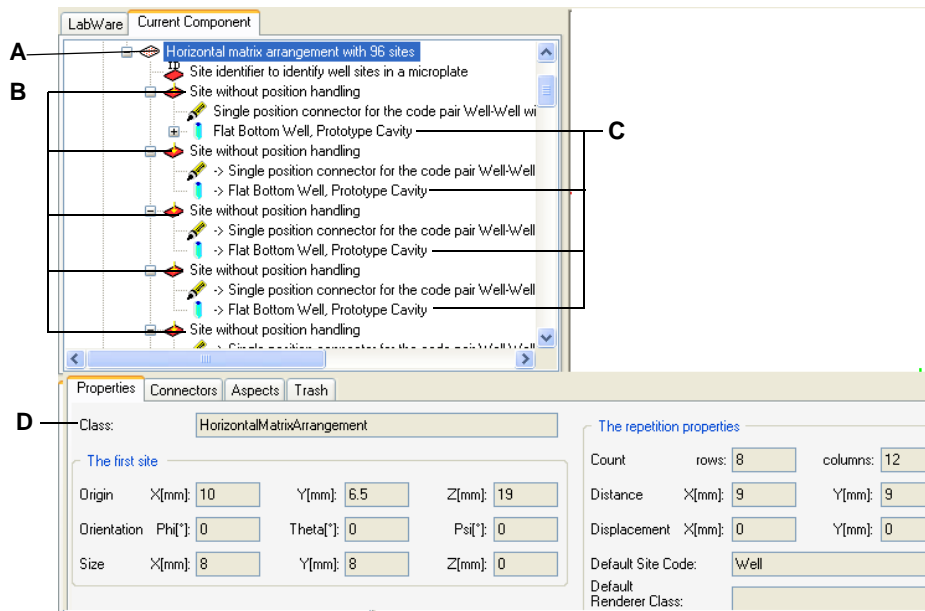 LabWare Current Component
A
Horizontal matrix arrangement with 96 sites
ID
Site identifier to identify well sites in a microplate
B
Site without position handling
Single position connector for the code pair Well-Well wi
Flat Bottom Well, Prototype Cavity
C
Site without position handling
-> Single position connector for the code pair Well-Well
-> Flat Bottom Well, Prototype Cavity
Site without position handling
-> Single position connector for the code pair Well-Well
-> Flat Bottom Well, Prototype Cavity
Site without position handling
-> Single position connector for the code pair Well-Well
-> Flat Bottom Well, Prototype Cavity
Site without position handling
Properties Connectors Aspects Trash
D
Class: HorizontalMatrixArrangement
The first site
Origin X[mm]: 10 Y[mm]: 6.5 Z[mm]: 19
Orientation Phi[°]: 0 Theta[°]: 0 Psi[°]: 0
Size X[mm]: 8 Y[mm]: 8 Z[mm]: 0
The repetition properties
Count rows: 8 columns: 12
Distance X[mm]: 9 Y[mm]: 9
Displacement X[mm]: 0 Y[mm]: 0
Default Site Code: Well
Default
Renderer Class: